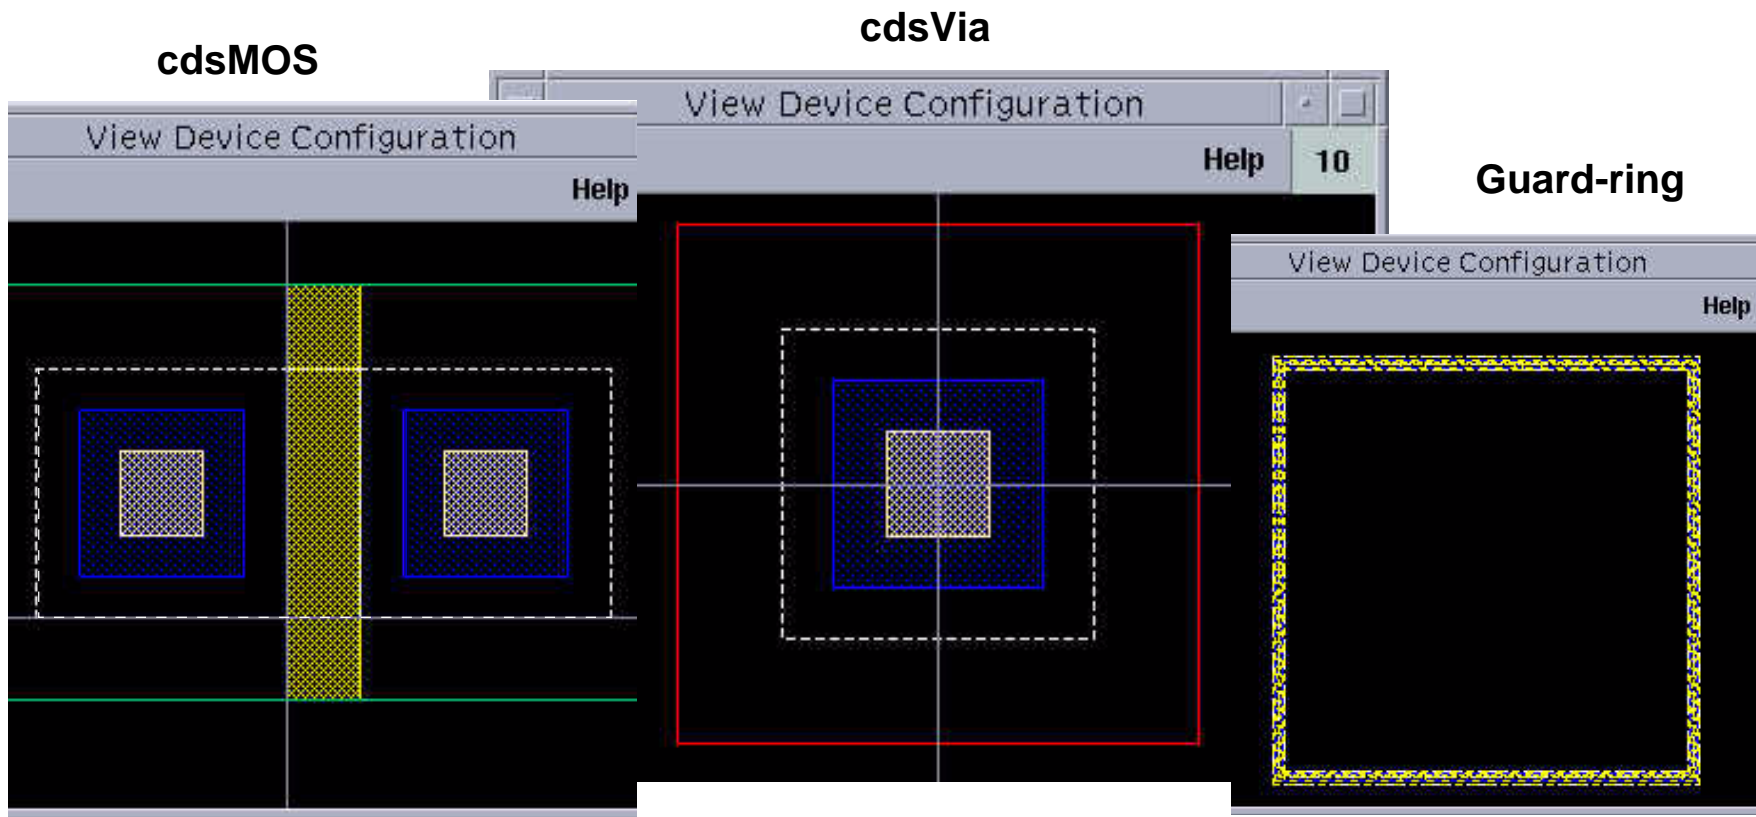 cdsMOS
View Device Configuration
Help
cdsVia
View Device Configuration
Help 10
Guard-ring
View Device Configuration
Help